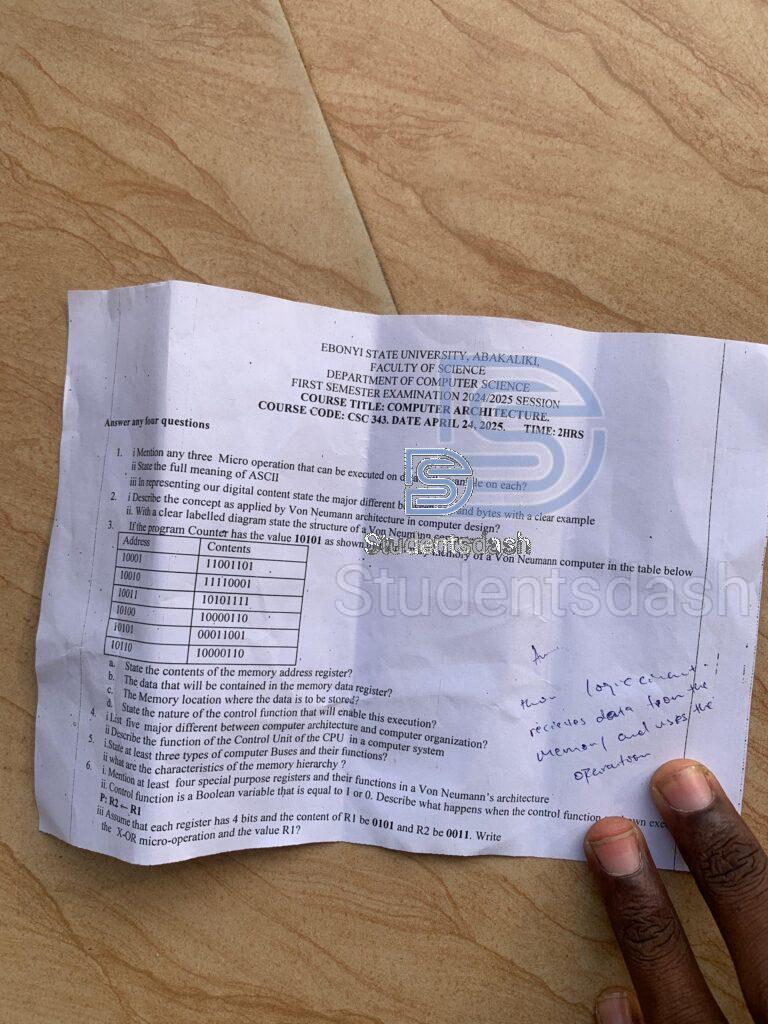 EBONYI STATE UNIVERSITY, ABAKALIKI,
FACULTY OF SCIENCE
DEPARTMENT OF COMPUTER SCIENCE
FIRST SEMESTER EXAMINATION 2024/2025 SESSION
COURSE TITLE: COMPUTER ARCHITECTURE.
COURSE CODE: CSC 343. DATE APRIL 24, 2025. TIME: 2HRS
Answer any four questions
1. i Mention any three Micro operation that can be executed on on each?
ii State the full meaning of ASCII
iii In representing our digital content state the major different and bytes with a clear example
2. i Describe the concept as applied by Von Neumann architecture in computer design?
ii. With a clear labelled diagram state the structure of a Von Neumann
3. If the program Counter has the value 10101 as shown memory of a Von Neumann computer in the table below
Address Contents
10001 11001101
10010 11110001
10011 10101111
10100 10000110
10101 00011001
10110 10000110
a. State the contents of the memory address register?
b. The data that will be contained in the memory data register?
c. The Memory location where the data is to be stored?
d. State the nature of the control function that will enable this execution?
4. i List five major different between computer architecture and computer organization?
ii Describe the function of the Control Unit of the CPU in a computer system
5. i.State at least three types of computer Buses and their functions?
ii what are the characteristics of the memory hierarchy ?
6. i. Mention at least four special purpose registers and their functions in a Von Neumann's architecture
ii. Control function is a Boolean variable that is equal to 1 or 0. Describe what happens when the control function
P: R2 ← R1
iii Assume that each register has 4 bits and the content of R1 be 0101 and R2 be 0011. Write
the X-OR micro-operation and the value R1?
logic circuit
recieves data from the
memory and uses the
operation
Studentsdash
Studentsdash